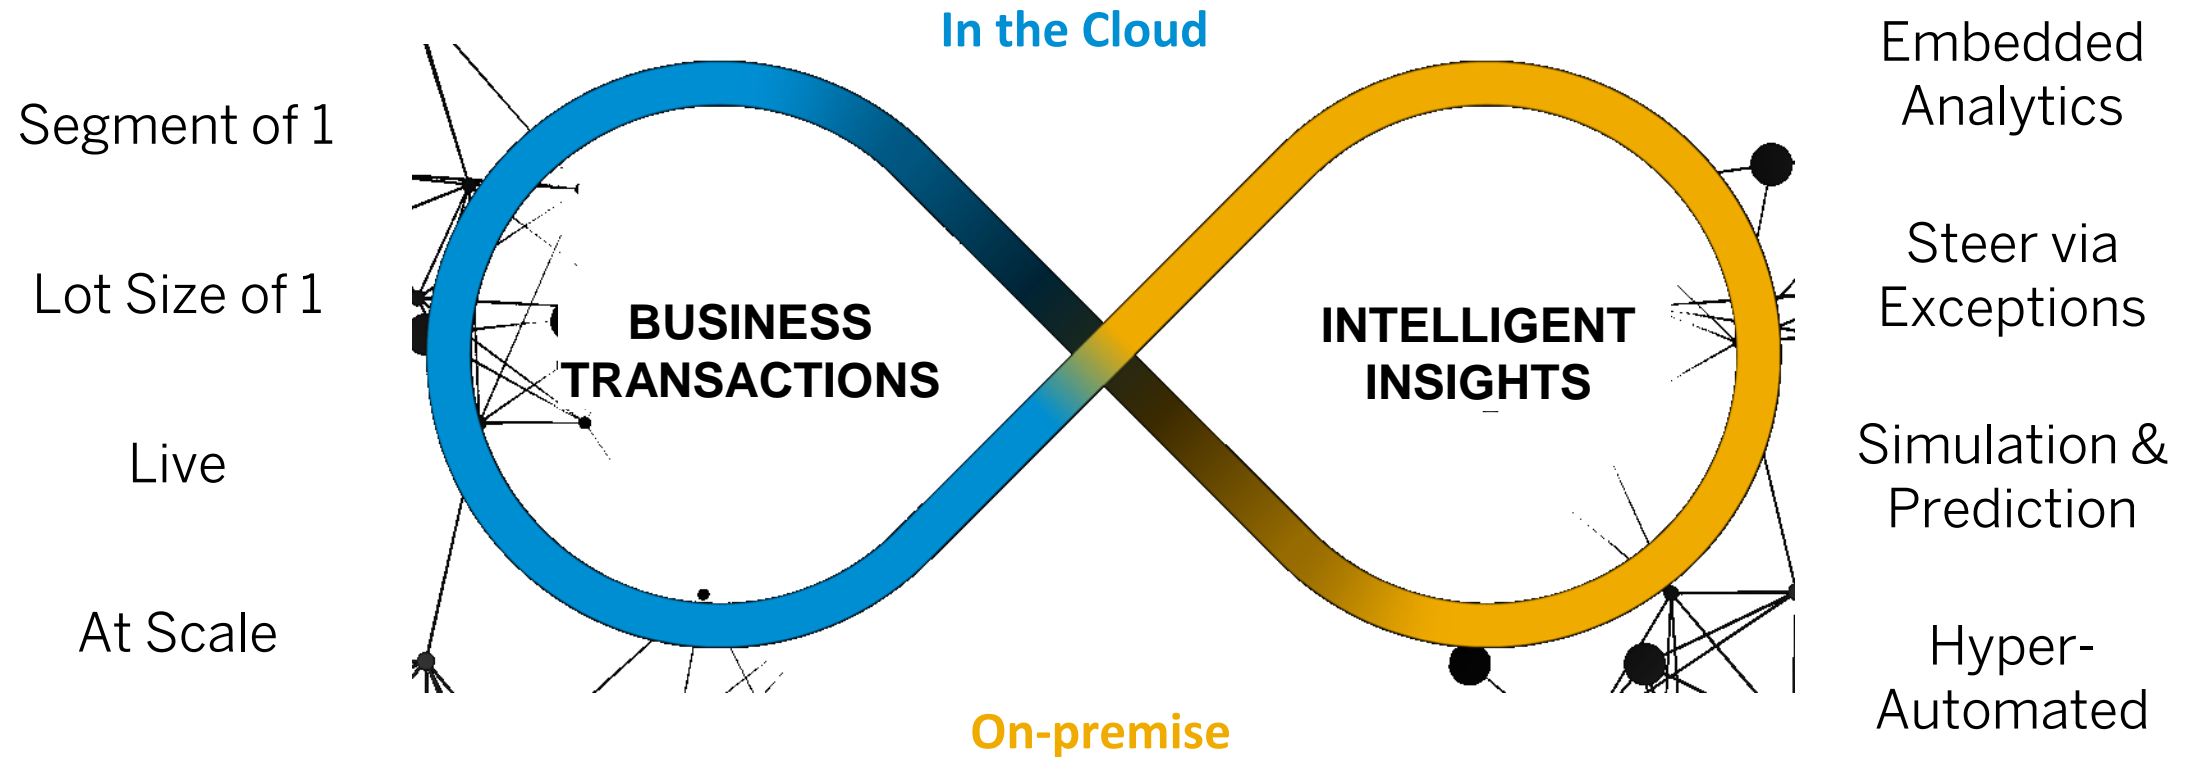 In the Cloud
Segment of 1
Lot Size of 1
Live
At Scale
BUSINESS
TRANSACTIONS
INTELLIGENT
INSIGHTS
Embedded
Analytics
Steer via
Exceptions
Simulation &
Prediction
Hyper-
Automated
On-premise